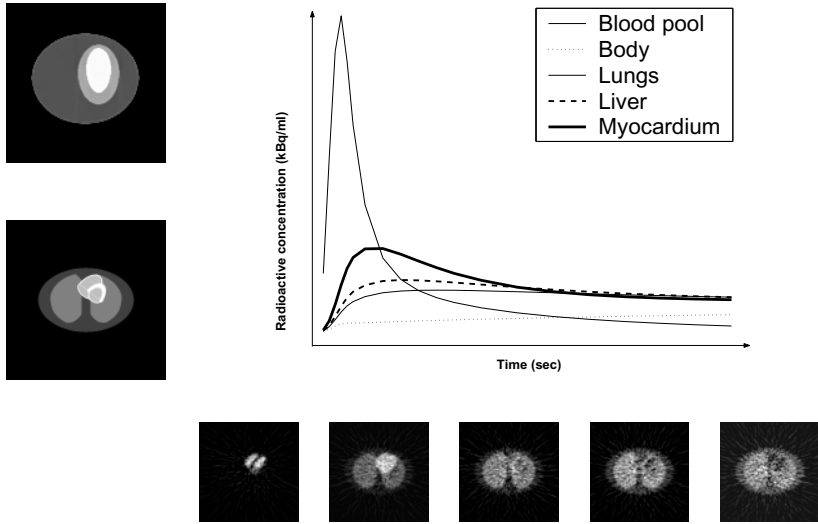 Blood pool
Body
Lungs
Liver
Myocardium
Radioactive concentration (kBq/ml)
Time (sec)